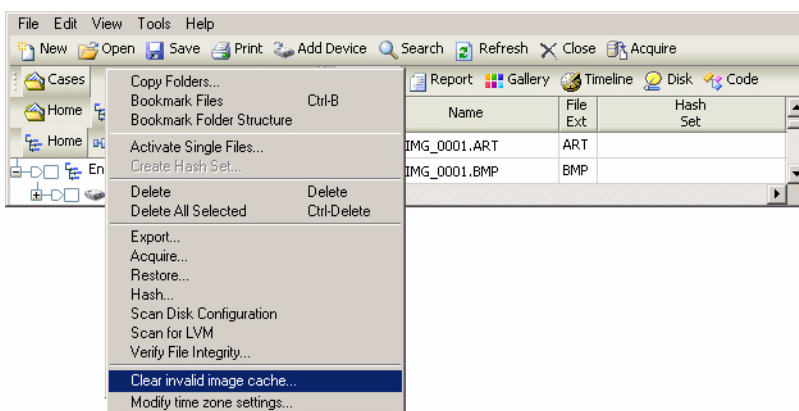 File Edit View Tools Help
New Open Save Print Add Device Search Refresh Close Acquire
Cases Report Gallery Timeline Disk Code
Home Name File Ext Hash Set
Home IMG_0001.ART ART
En IMG_0001.BMP BMP
Copy Folders...
Bookmark Files Ctrl-B
Bookmark Folder Structure
Activate Single Files...
Create Hash Set...
Delete Delete
Delete All Selected Ctrl-Delete
Export...
Acquire...
Restore...
Hash...
Scan Disk Configuration
Scan for LVM
Verify File Integrity...
Clear invalid image cache...
Modify time zone settings...